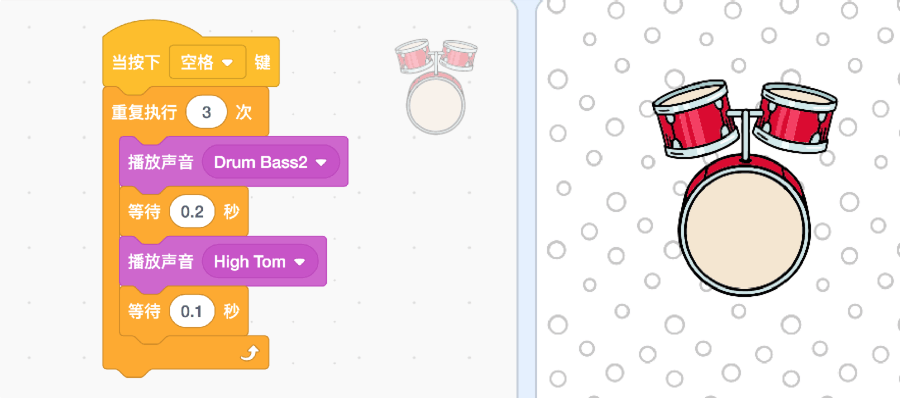 当按下 空格 键
重复执行 3 次
播放声音 Drum Bass2
等待 0.2 秒
播放声音 High Tom
等待 0.1 秒